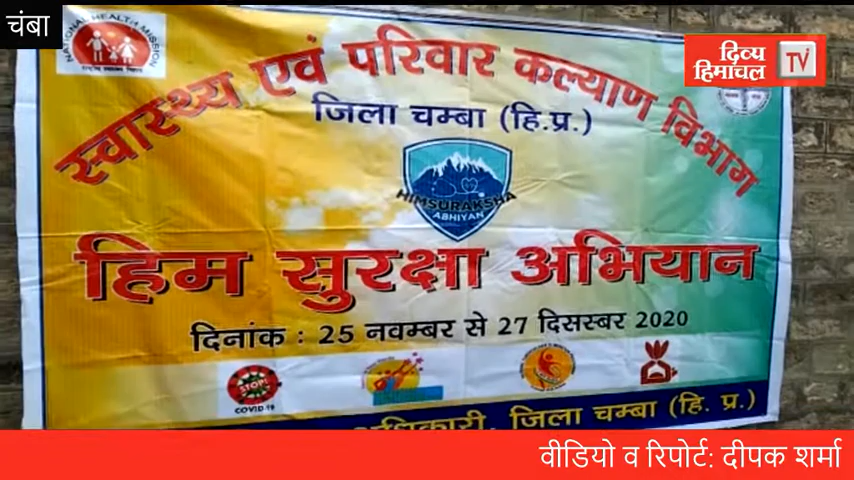 चंबा
NATIONAL HEALTH MISSION
दिव्य
हिमाचल TV
स्वास्थ्य एवं परिवार कल्याण विभाग
जिला चम्बा (हि.प्र.)
HIMSURAKSHA
ABHIYAN
हिम सुरक्षा अभियान
दिनांक : 25 नवम्बर से 27 दिसस्बर 2020
STOP!
COVID-19
अधिकारी, जिला चम्बा (हि. प्र.)
वीडियो व रिपोर्ट: दीपक शर्मा